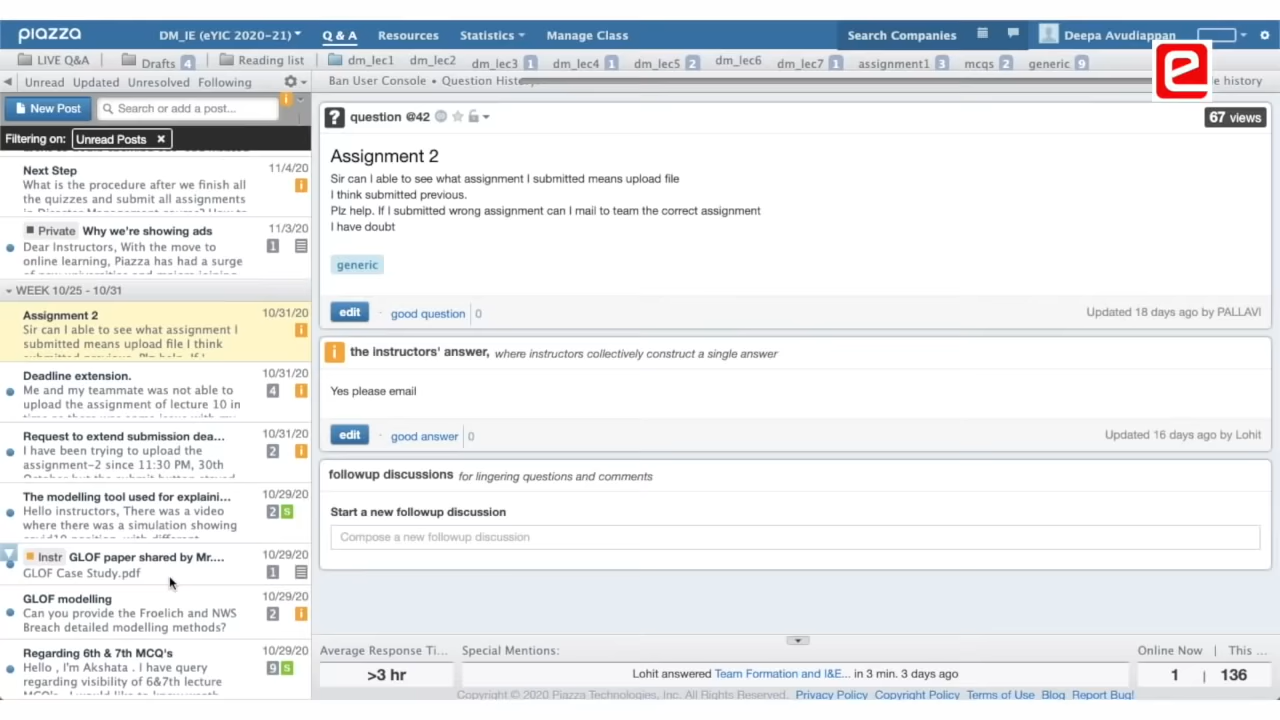 piazza
DM_IE (eYIC 2020-21)
Q & A
Resources
Statistics
Manage Class
Search Companies
Deepa Avudiappan
LIVE Q&A
Drafts 4
Reading list
dm_lec1
dm_lec2
dm_lec3 1
dm_lec4 1
dm_lec5 2
dm_lec6
dm_lec7 1
assignment1 3
mcqs 2
generic 9
Unread Updated Unresolved Following
Ban User Console • Question
history
New Post
Search or add a post...
i
Filtering on: Unread Posts x
Next Step 11/4/20
What is the procedure after we finish all i
the quizzes and submit all assignments
Private Why we're showing ads 11/3/20
Dear Instructors, With the move to 1
online learning, Piazza has had a surge
WEEK 10/25 - 10/31
Assignment 2 10/31/20
Sir can I able to see what assignment I i
submitted means upload file I think
submitted previous. Plz help. If I
Deadline extension. 10/31/20
Me and my teammate was not able to 4 i
upload the assignment of lecture 10 in
Request to extend submission dea... 10/31/20
I have been trying to upload the 2 i
assignment-2 since 11:30 PM, 30th
October but the submit button
The modelling tool used for explaini... 10/29/20
Hello instructors, There was a video 2 S
where there was a simulation showing
Instr GLOF paper shared by Mr.... 10/29/20
GLOF Case Study.pdf 1
GLOF modelling 10/29/20
Can you provide the Froelich and NWS 2 i
Breach detailed modelling methods?
Regarding 6th & 7th MCQ's 10/29/20
Hello , I'm Akshata . I have query 9 S
regarding visibility of 6&7th lecture
e
? question @42
67 views
Assignment 2
Sir can I able to see what assignment I submitted means upload file
I think submitted previous.
Plz help. If I submitted wrong assignment can I mail to team the correct assignment
I have doubt
generic
edit · good question 0
Updated 18 days ago by PALLAVI
i the instructors' answer, where instructors collectively construct a single answer
Yes please email
edit · good answer 0
Updated 16 days ago by Lohit
followup discussions for lingering questions and comments
Start a new followup discussion
Compose a new followup discussion
Average Response Ti...
Special Mentions:
Online Now | This ...
>3 hr
Lohit answered Team Formation and I&E... in 3 min. 3 days ago
1 | 136
Copyright © 2020 Piazza Technologies, Inc. All Rights Reserved. Privacy Policy Copyright Policy Terms of Use Blog Report Bug!